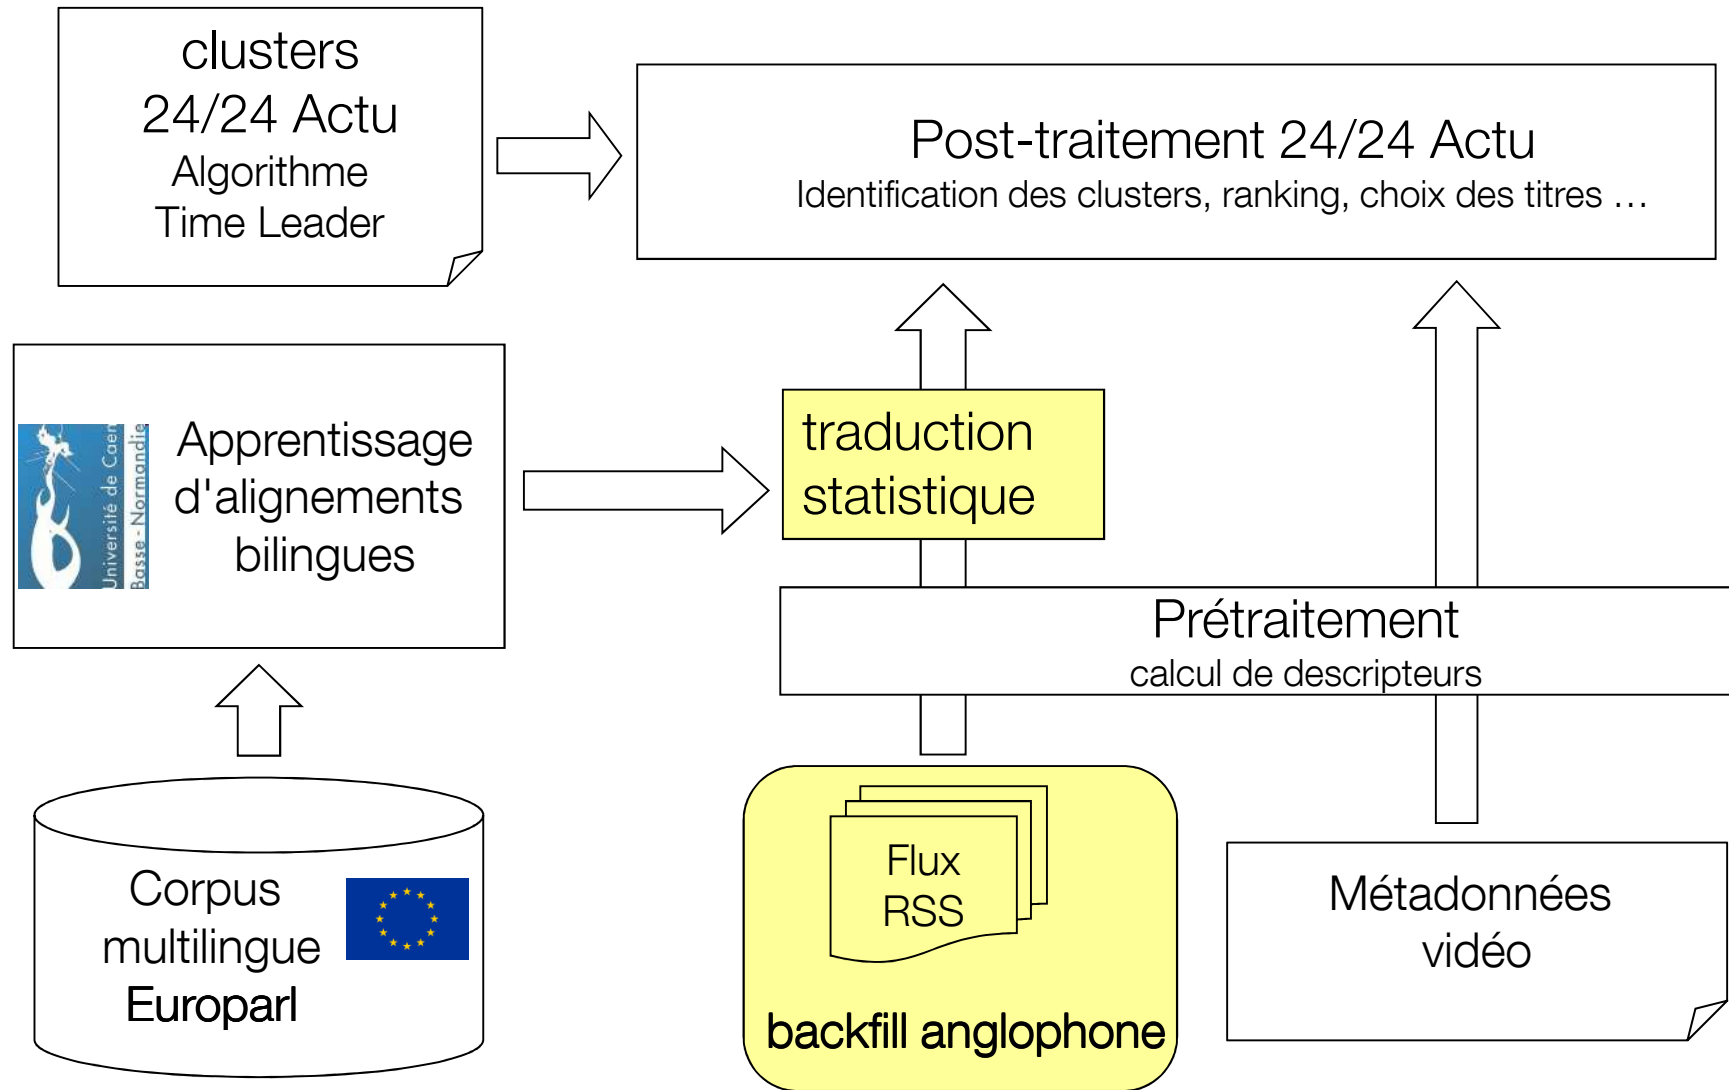 clusters
24/24 Actu
Algorithme
Time Leader
Post-traitement 24/24 Actu
Identification des clusters, ranking, choix des titres ...
Université de Caen
Basse-Normandie
Apprentissage
d'alignements
bilingues
traduction
statistique
Prétraitement
calcul de descripteurs
Corpus
multilingue
Europarl
Flux
RSS
backfill anglophone
Métadonnées
vidéo